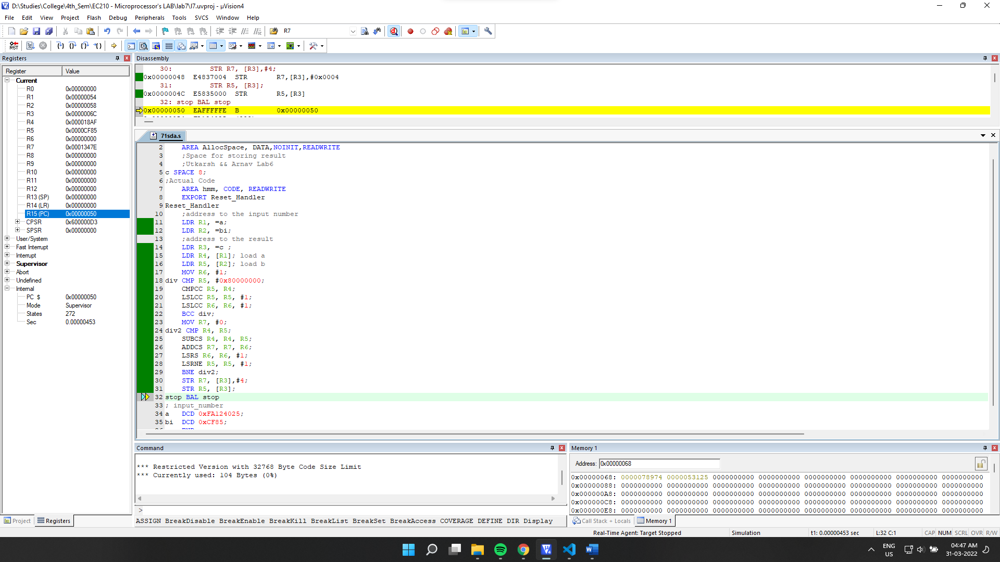 D:\Studies\College\4th_Sem\EC210 - Microprocessor's LAB\lab7\l7.uvproj - µVision4
File Edit View Project Flash Debug Peripherals Tools SVCS Window Help
R7
RST
Registers
Register Value
Current
R0 0x00000000
R1 0x00000054
R2 0x00000058
R3 0x0000006C
R4 0x000018AF
R5 0x0000CF85
R6 0x00000000
R7 0x0001347E
R8 0x00000000
R9 0x00000000
R10 0x00000000
R11 0x00000000
R12 0x00000000
R13 (SP) 0x00000000
R14 (LR) 0x00000000
R15 (PC) 0x00000050
CPSR 0x600000D3
SPSR 0x00000000
User/System
Fast Interrupt
Interrupt
Supervisor
Abort
Undefined
Internal
PC $ 0x00000050
Mode Supervisor
States 272
Sec 0.00000453
Project Registers
Disassembly
30: STR R7, [R3],#4;
0x00000048 E4837004 STR R7,[R3],#0x0004
31: STR R5, [R3];
0x0000004C E5835000 STR R5,[R3]
32: stop BAL stop
0x00000050 EAFFFFFE B 0x00000050
71sda.s
2 AREA AllocSpace, DATA,NOINIT,READWRITE
3 ;Space for storing result
4 ;Utkarsh && Arnav Lab6
5 c SPACE 8;
6 ;Actual Code
7 AREA hmm, CODE, READWRITE
8 EXPORT Reset_Handler
9 Reset_Handler
10 ;address to the input number
11 LDR R1, =a;
12 LDR R2, =bi;
13 ;address to the result
14 LDR R3, =c ;
15 LDR R4, [R1]; load a
16 LDR R5, [R2]; load b
17 MOV R6, #1;
18 div CMP R5, #0x80000000;
19 CMPCC R5, R4;
20 LSLCC R5, R5, #1;
21 LSLCC R6, R6, #1;
22 BCC div;
23 MOV R7, #0;
24 div2 CMP R4, R5;
25 SUBCS R4, R4, R5;
26 ADDCS R7, R7, R6;
27 LSRS R6, R6, #1;
28 LSRNE R5, R5, #1;
29 BNE div2;
30 STR R7, [R3],#4;
31 STR R5, [R3];
32 stop BAL stop
33 ; input_number
34 a DCD 0xFA124025;
35 bi DCD 0xCF85;
Command
*** Restricted Version with 32768 Byte Code Size Limit
*** Currently used: 104 Bytes (0%)
>
ASSIGN BreakDisable BreakEnable BreakKill BreakList BreakSet BreakAccess COVERAGE DEFINE DIR Display
Memory 1
Address: 0x00000068
0x00000068: 0000078974 0000053125 0000000000 0000000000 0000000000 0000000000 0000000000 0000000000
0x00000088: 0000000000 0000000000 0000000000 0000000000 0000000000 0000000000 0000000000 0000000000
0x000000A8: 0000000000 0000000000 0000000000 0000000000 0000000000 0000000000 0000000000 0000000000
0x000000C8: 0000000000 0000000000 0000000000 0000000000 0000000000 0000000000 0000000000 0000000000
0x000000E8: 0000000000 0000000000 0000000000 0000000000 0000000000 0000000000 0000000000 0000000000
Call Stack + Locals Memory 1
Real-Time Agent: Target Stopped Simulation t1: 0.00000453 sec L:32 C:1 CAP NUM SCRL OVR R/W
ENG
US
04:47 AM
31-03-2022